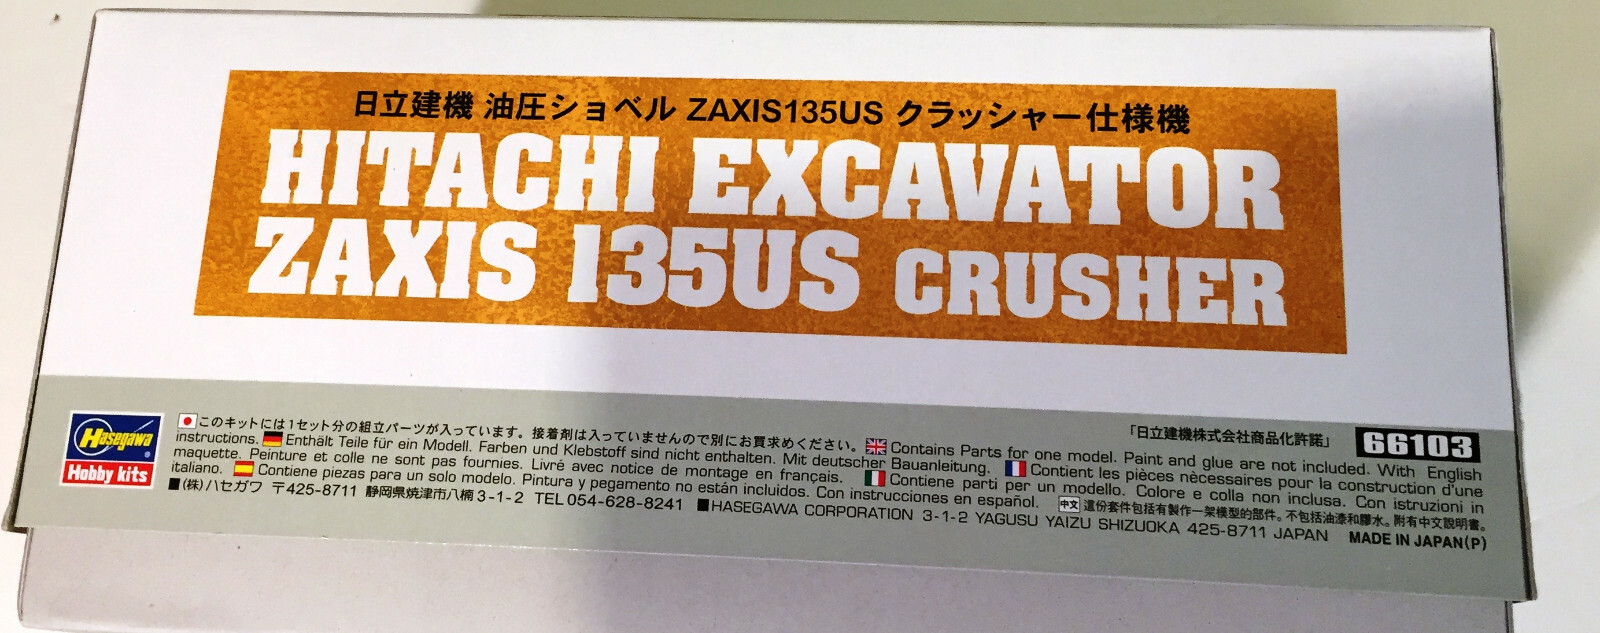 日立建機 油圧ショベル ZAXIS135US クラッシャー仕様機
HITACHI EXCAVATOR
ZAXIS 135US CRUSHER
「日立建機株式会社商品化許諾」 66103
Hasegawa
Hobby kits
このキットには1セット分の組立パーツが入っています。接着剤は入っていませんので別にお買求めください。 Contains Parts for one model. Paint and glue are not included. With English
instructions. Enthält Teile für ein Modell. Farben und Klebstoff sind nicht enthalten. Mit deutscher Bauanleitung. Contient les pièces nècessaires pour la construction d'une
maquette. Peinture et colle ne sont pas fournies. Livré avec notice de montage en français. Contiene parti per un modello. Colore e colla non inclusa. Con istruzioni in
italiano. Contiene piezas para un solo modelo. Pintura y pegamento no están incluidos. Con instrucciones en español. 中文 這份套件包括有製作一架模型的部件。不包括油漆和膠水。附有中文說明書。
■(株)ハセガワ 〒425-8711 静岡県焼津市八楠3-1-2 TEL 054-628-8241 ■HASEGAWA CORPORATION 3-1-2 YAGUSU YAIZU SHIZUOKA 425-8711 JAPAN MADE IN JAPAN(P)